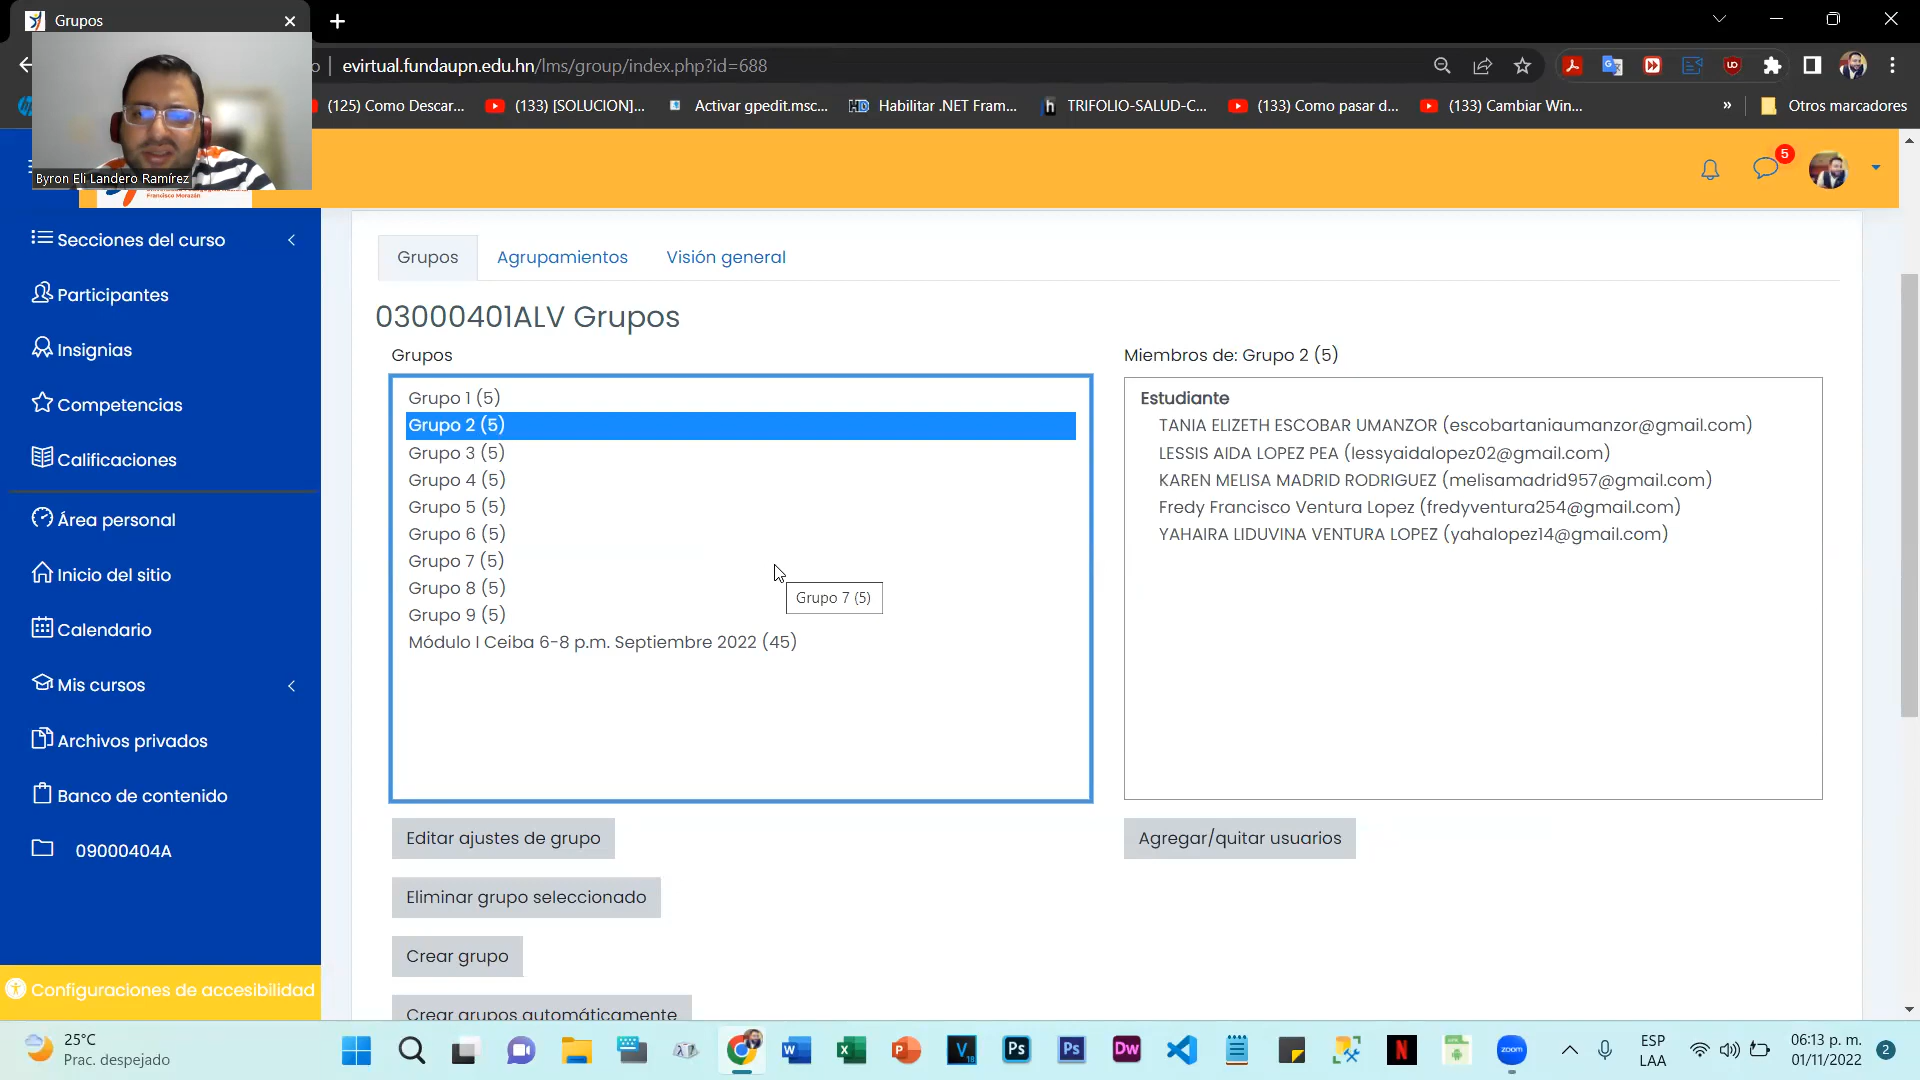 Grupos
evirtual.fundaupn.edu.hn/lms/group/index.php?id=688
(125) Como Descar...
(133) [SOLUCION]...
Activar gpedit.msc...
Habilitar .NET Fram...
TRIFOLIO-SALUD-C...
(133) Como pasar d...
(133) Cambiar Win...
»
Otros marcadores
Byron Eli Landero Ramírez
Francisco Morazán
5
Secciones del curso
Participantes
Insignias
Competencias
Calificaciones
Área personal
Inicio del sitio
Calendario
Mis cursos
Archivos privados
Banco de contenido
09000404A
Configuraciones de accesibilidad
Grupos
Agrupamientos
Visión general
03000401ALV Grupos
Grupos
Grupo 1 (5)
Grupo 2 (5)
Grupo 3 (5)
Grupo 4 (5)
Grupo 5 (5)
Grupo 6 (5)
Grupo 7 (5)
Grupo 8 (5)
Grupo 9 (5)
Módulo I Ceiba 6-8 p.m. Septiembre 2022 (45)
Grupo 7 (5)
Miembros de: Grupo 2 (5)
Estudiante
TANIA ELIZETH ESCOBAR UMANZOR (escobartaniaumanzor@gmail.com)
LESSIS AIDA LOPEZ PEA (lessyaidalopez02@gmail.com)
KAREN MELISA MADRID RODRIGUEZ (melisamadrid957@gmail.com)
Fredy Francisco Ventura Lopez (fredyventura254@gmail.com)
YAHAIRA LIDUVINA VENTURA LOPEZ (yahalopez14@gmail.com)
Editar ajustes de grupo
Agregar/quitar usuarios
Eliminar grupo seleccionado
Crear grupo
Crear grupos automáticamente
25°C
Prac. despejado
zoom
ESP
LAA
06:13 p. m.
01/11/2022
2